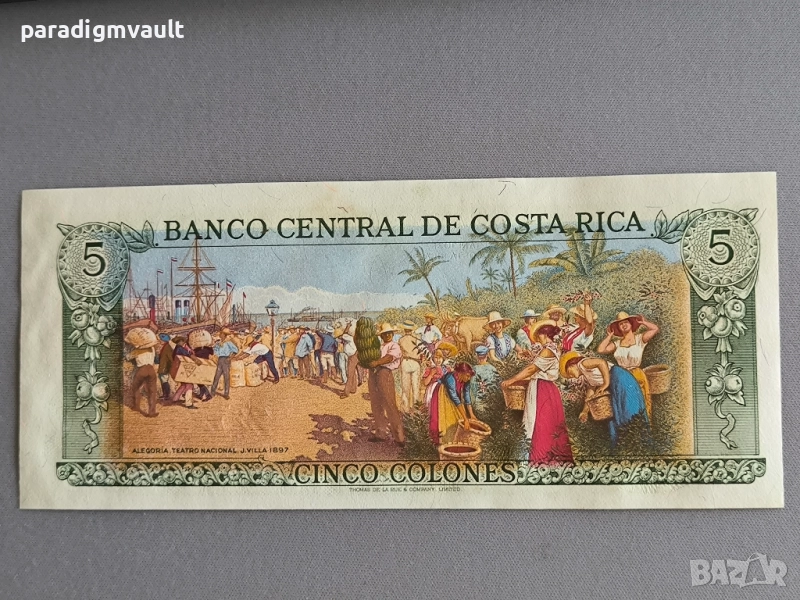 paradigmvault
BANCO CENTRAL DE COSTA RICA
5
5
ALEGORIA TEATRO NACIONAL J. VILLA 1897
CINCO COLONES
THOMAS DE LA RUE & COMPANY, LIMITED.
BAZAR